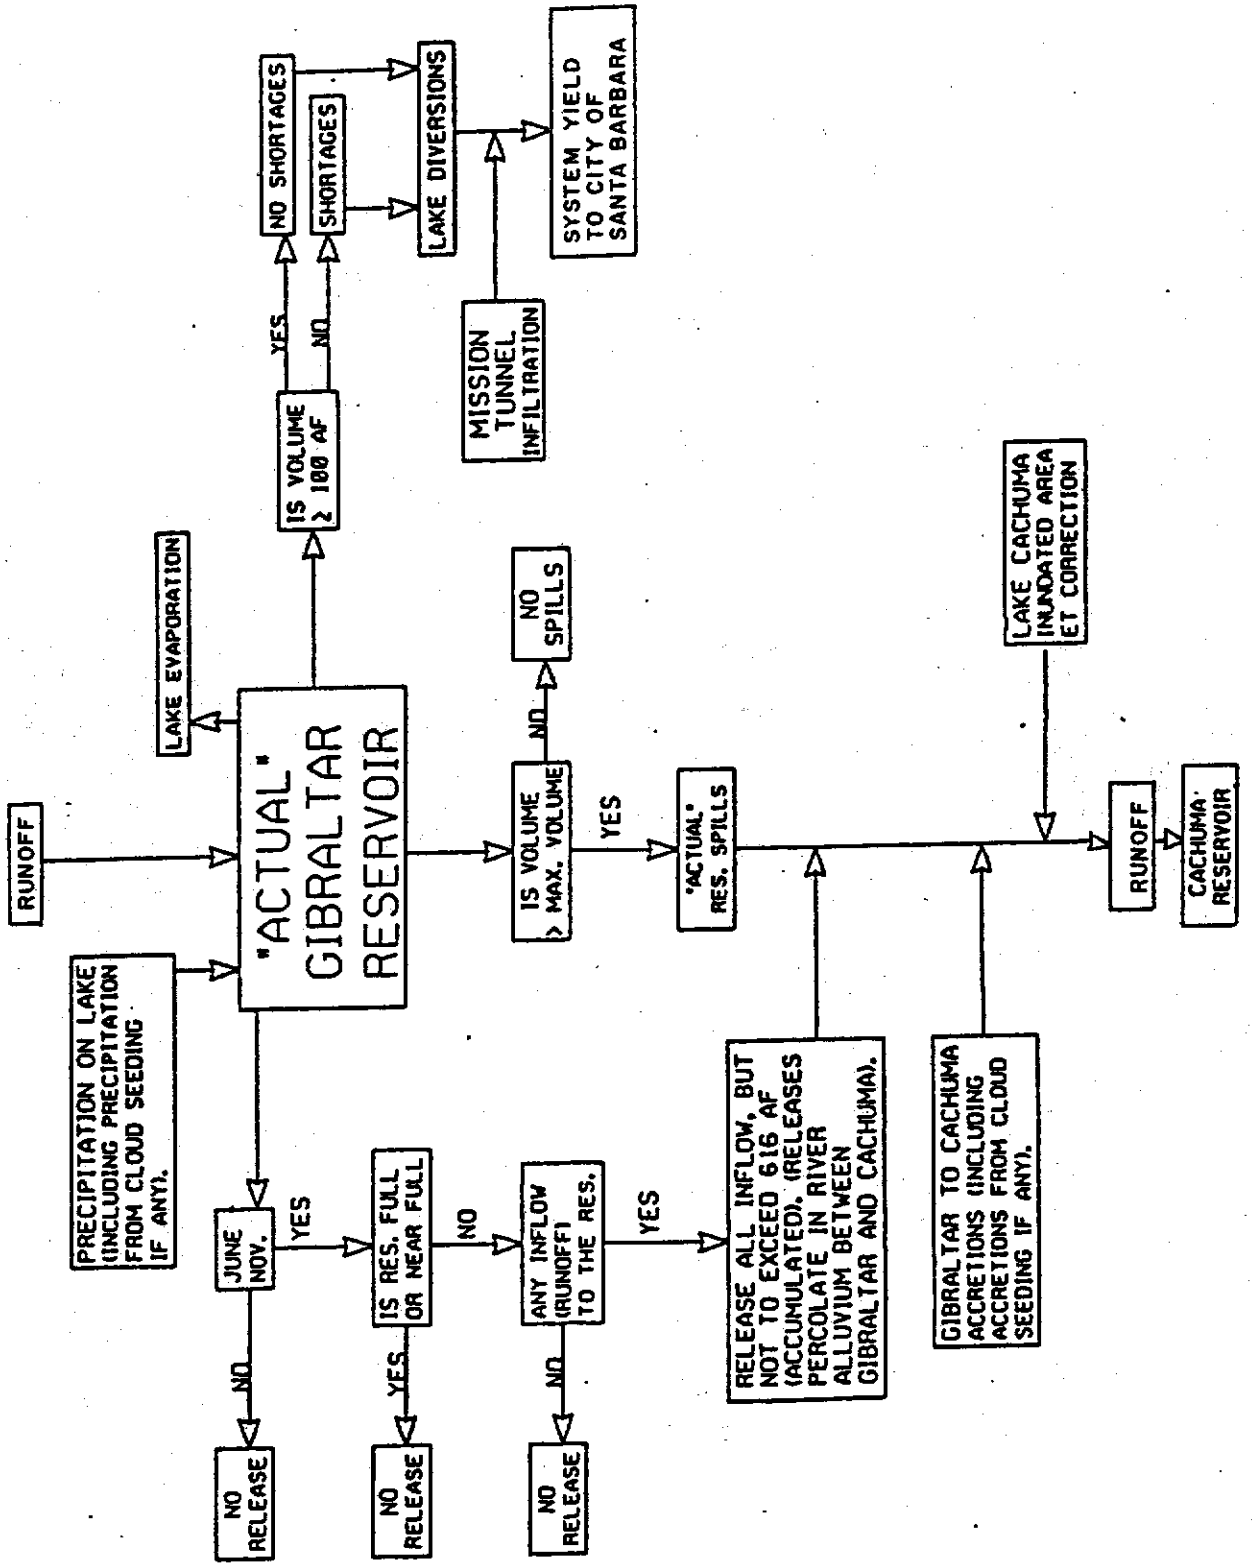 RUNOFF
PRECIPITATION ON LAKE
(INCLUDING PRECIPITATION
FROM CLOUD SEEDING
IF ANY).
LAKE EVAPORATION
"ACTUAL"
GIBRALTAR
RESERVOIR
IS VOLUME
≥ 100 AF
YES
NO
NO SHORTAGES
SHORTAGES
LAKE DIVERSIONS
MISSION
TUNNEL
INFILTRATION
SYSTEM YIELD
TO CITY OF
SANTA BARBARA
JUNE
NOV.
NO
NO
RELEASE
YES
IS RES. FULL
OR NEAR FULL
YES
NO
RELEASE
NO
ANY INFLOW
(RUNOFF)
TO THE RES.
NO
NO
RELEASE
YES
IS VOLUME
> MAX. VOLUME
NO
NO
SPILLS
YES
"ACTUAL"
RES. SPILLS
RELEASE ALL INFLOW, BUT
NOT TO EXCEED 616 AF
(ACCUMULATED). (RELEASES
PERCOLATE IN RIVER
ALLUVIUM BETWEEN
GIBRALTAR AND CACHUMA).
GIBRALTAR TO CACHUMA
ACCRETIONS (INCLUDING
ACCRETIONS FROM CLOUD
SEEDING IF ANY).
LAKE CACHUMA
INUNDATED AREA
ET CORRECTION
RUNOFF
CACHUMA
RESERVOIR